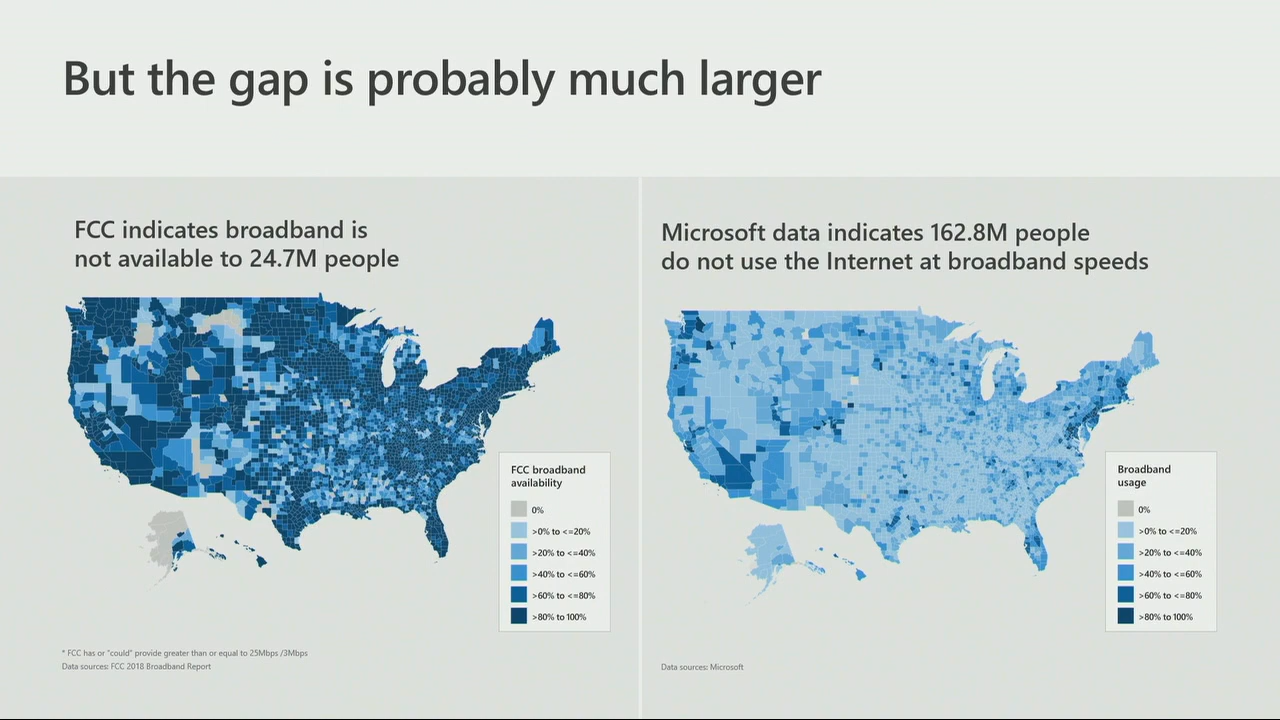 But the gap is probably much larger
FCC indicates broadband is
not available to 24.7M people
FCC broadband
availability
0%
>0% to <=20%
>20% to <=40%
>40% to <=60%
>60% to <=80%
>80% to 100%
* FCC has or "could" provide greater than or equal to 25Mbps /3Mbps
Data sources: FCC 2018 Broadband Report
Microsoft data indicates 162.8M people
do not use the Internet at broadband speeds
Broadband
usage
0%
>0% to <=20%
>20% to <=40%
>40% to <=60%
>60% to <=80%
>80% to 100%
Data sources: Microsoft